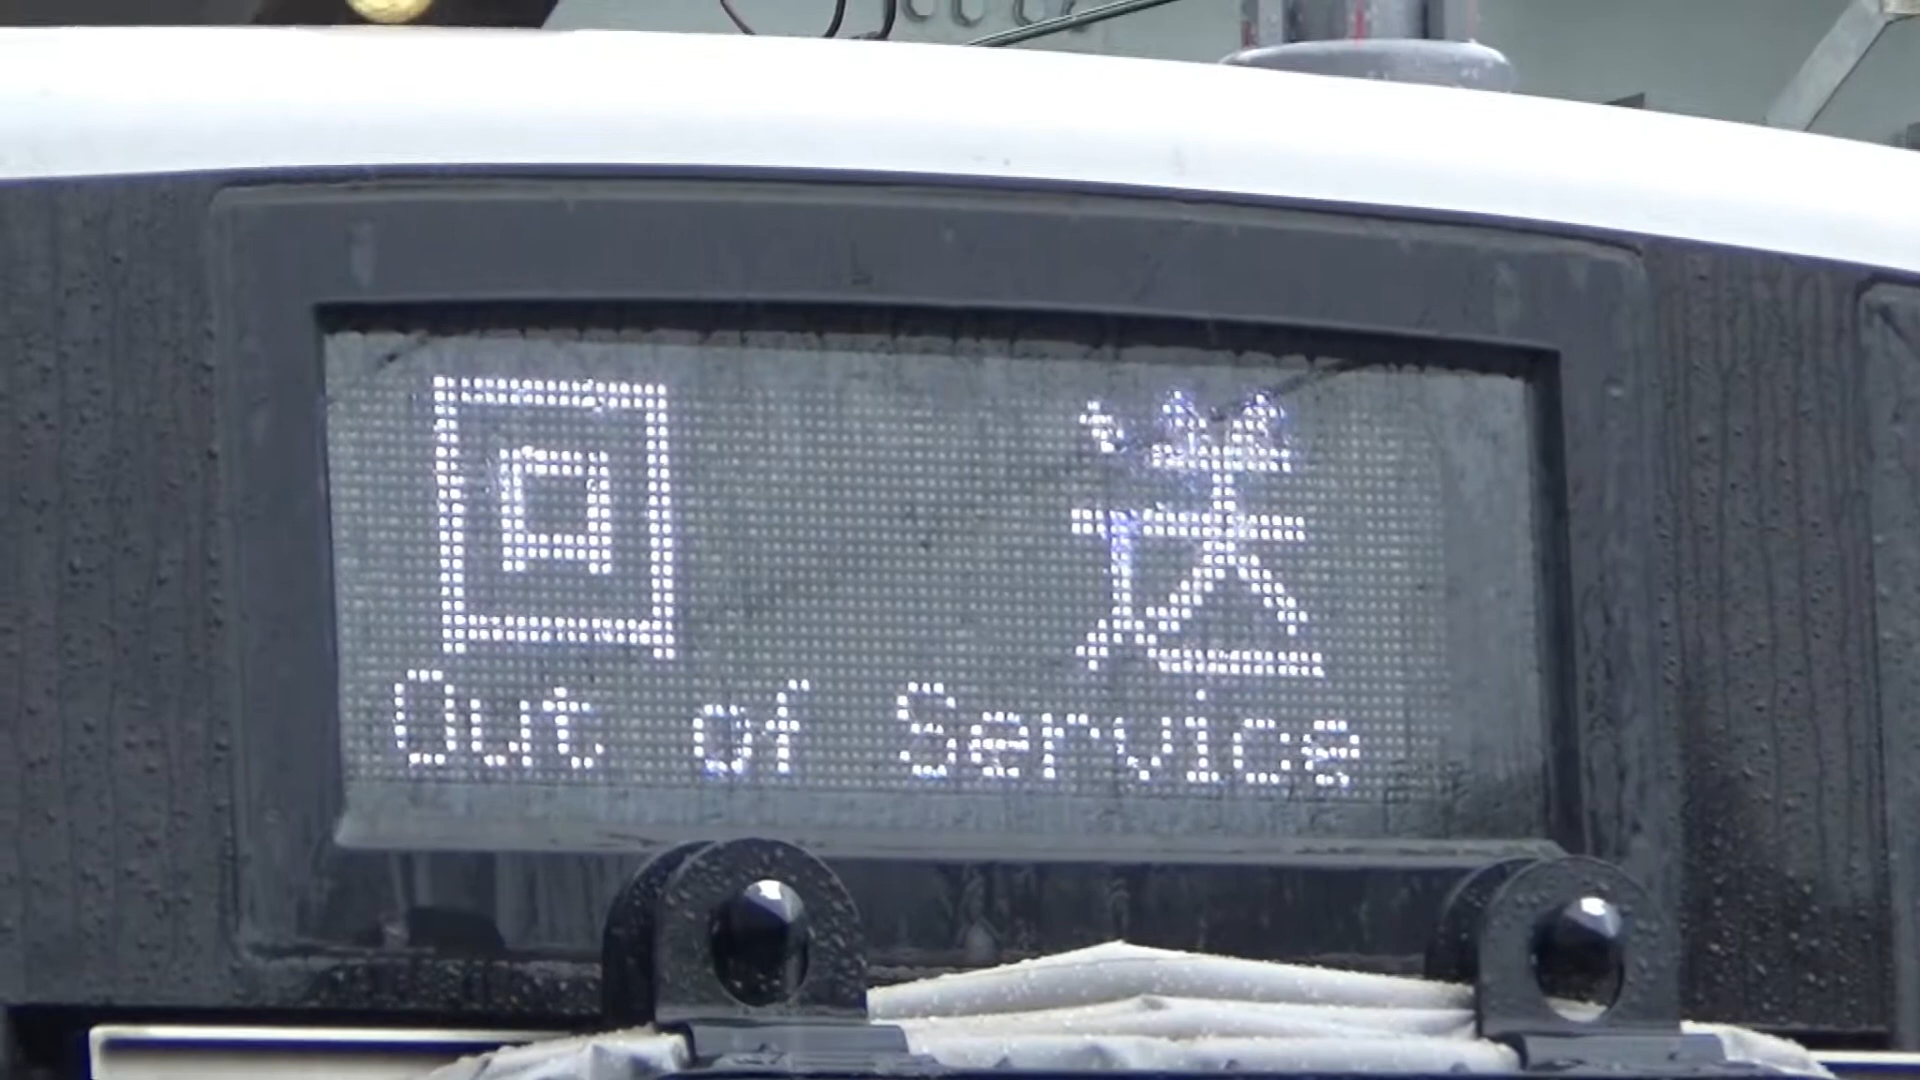 回送
Out of Service